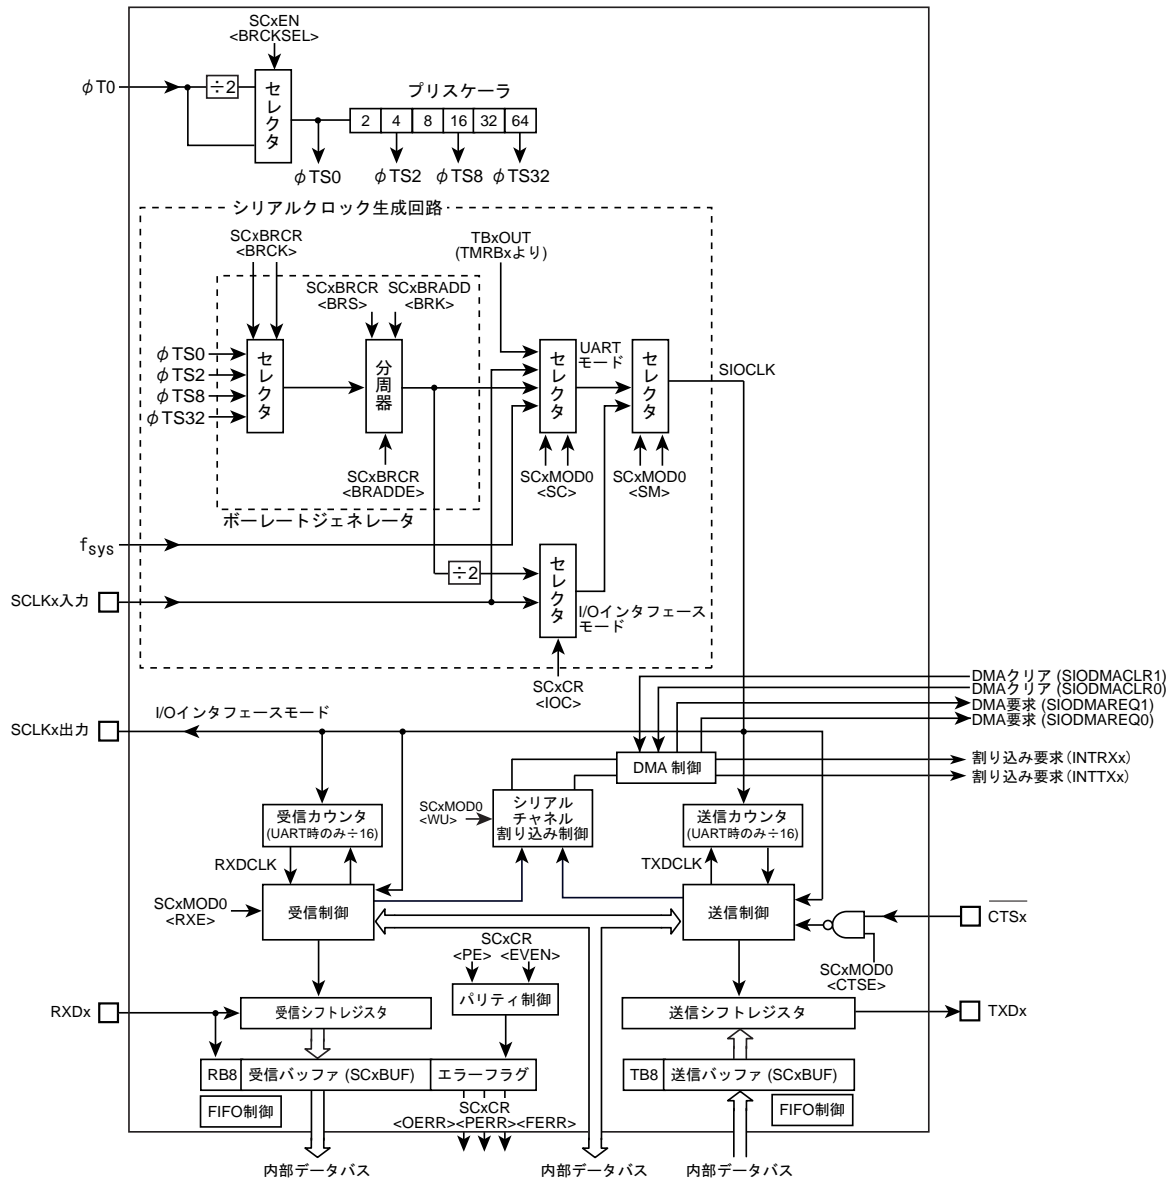 SCxEN
<BRCKSEL>
φT0
÷2
セレクタ
プリスケーラ
2 4 8 16 32 64
φTS0 φTS2 φTS8 φTS32
シリアルクロック生成回路
SCxBRCR
<BRCK>
TBxOUT
(TMRBxより)
SCxBRCR
<BRS>
SCxBRADD
<BRK>
φTS0
φTS2
φTS8
φTS32
セレクタ
分周器
セレクタ
UART
モード
セレクタ
SIOCLK
SCxBRCR
<BRADDE>
SCxMOD0
<SC>
SCxMOD0
<SM>
ボーレートジェネレータ
fsys
÷2
セレクタ
SCLKx入力
I/Oインタフェース
モード
SCxCR
<IOC>
DMAクリア (SIODMACLR1)
DMAクリア (SIODMACLR0)
DMA要求 (SIODMAREQ1)
DMA要求 (SIODMAREQ0)
I/Oインタフェースモード
SCLKx出力
DMA 制御
割り込み要求 (INTRXx)
割り込み要求 (INTTXx)
受信カウンタ
(UART時のみ÷16)
SCxMOD0
<WU>
シリアル
チャネル
割り込み制御
送信カウンタ
(UART時のみ÷16)
RXDCLK
TXDCLK
SCxMOD0
<RXE>
受信制御
送信制御
CTSx
SCxCR
<PE> <EVEN>
SCxMOD0
<CTSE>
パリティ制御
RXDx
受信シフトレジスタ
送信シフトレジスタ
TXDx
RB8 受信バッファ (SCxBUF) エラーフラグ
TB8 送信バッファ (SCxBUF)
FIFO制御
SCxCR
<OERR><PERR><FERR>
FIFO制御
内部データバス 内部データバス 内部データバス